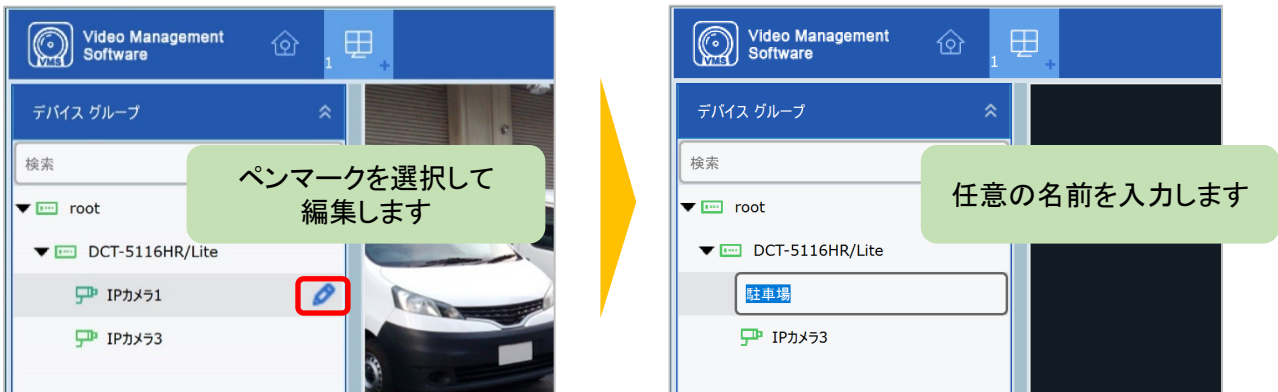 Video Management
Software
VMS
1
デバイス グループ
検索
ペンマークを選択して
編集します
root
DCT-5116HR/Lite
IPカメラ1
IPカメラ3
Video Management
Software
VMS
1
デバイス グループ
検索
任意の名前を入力します
root
DCT-5116HR/Lite
駐車場
IPカメラ3